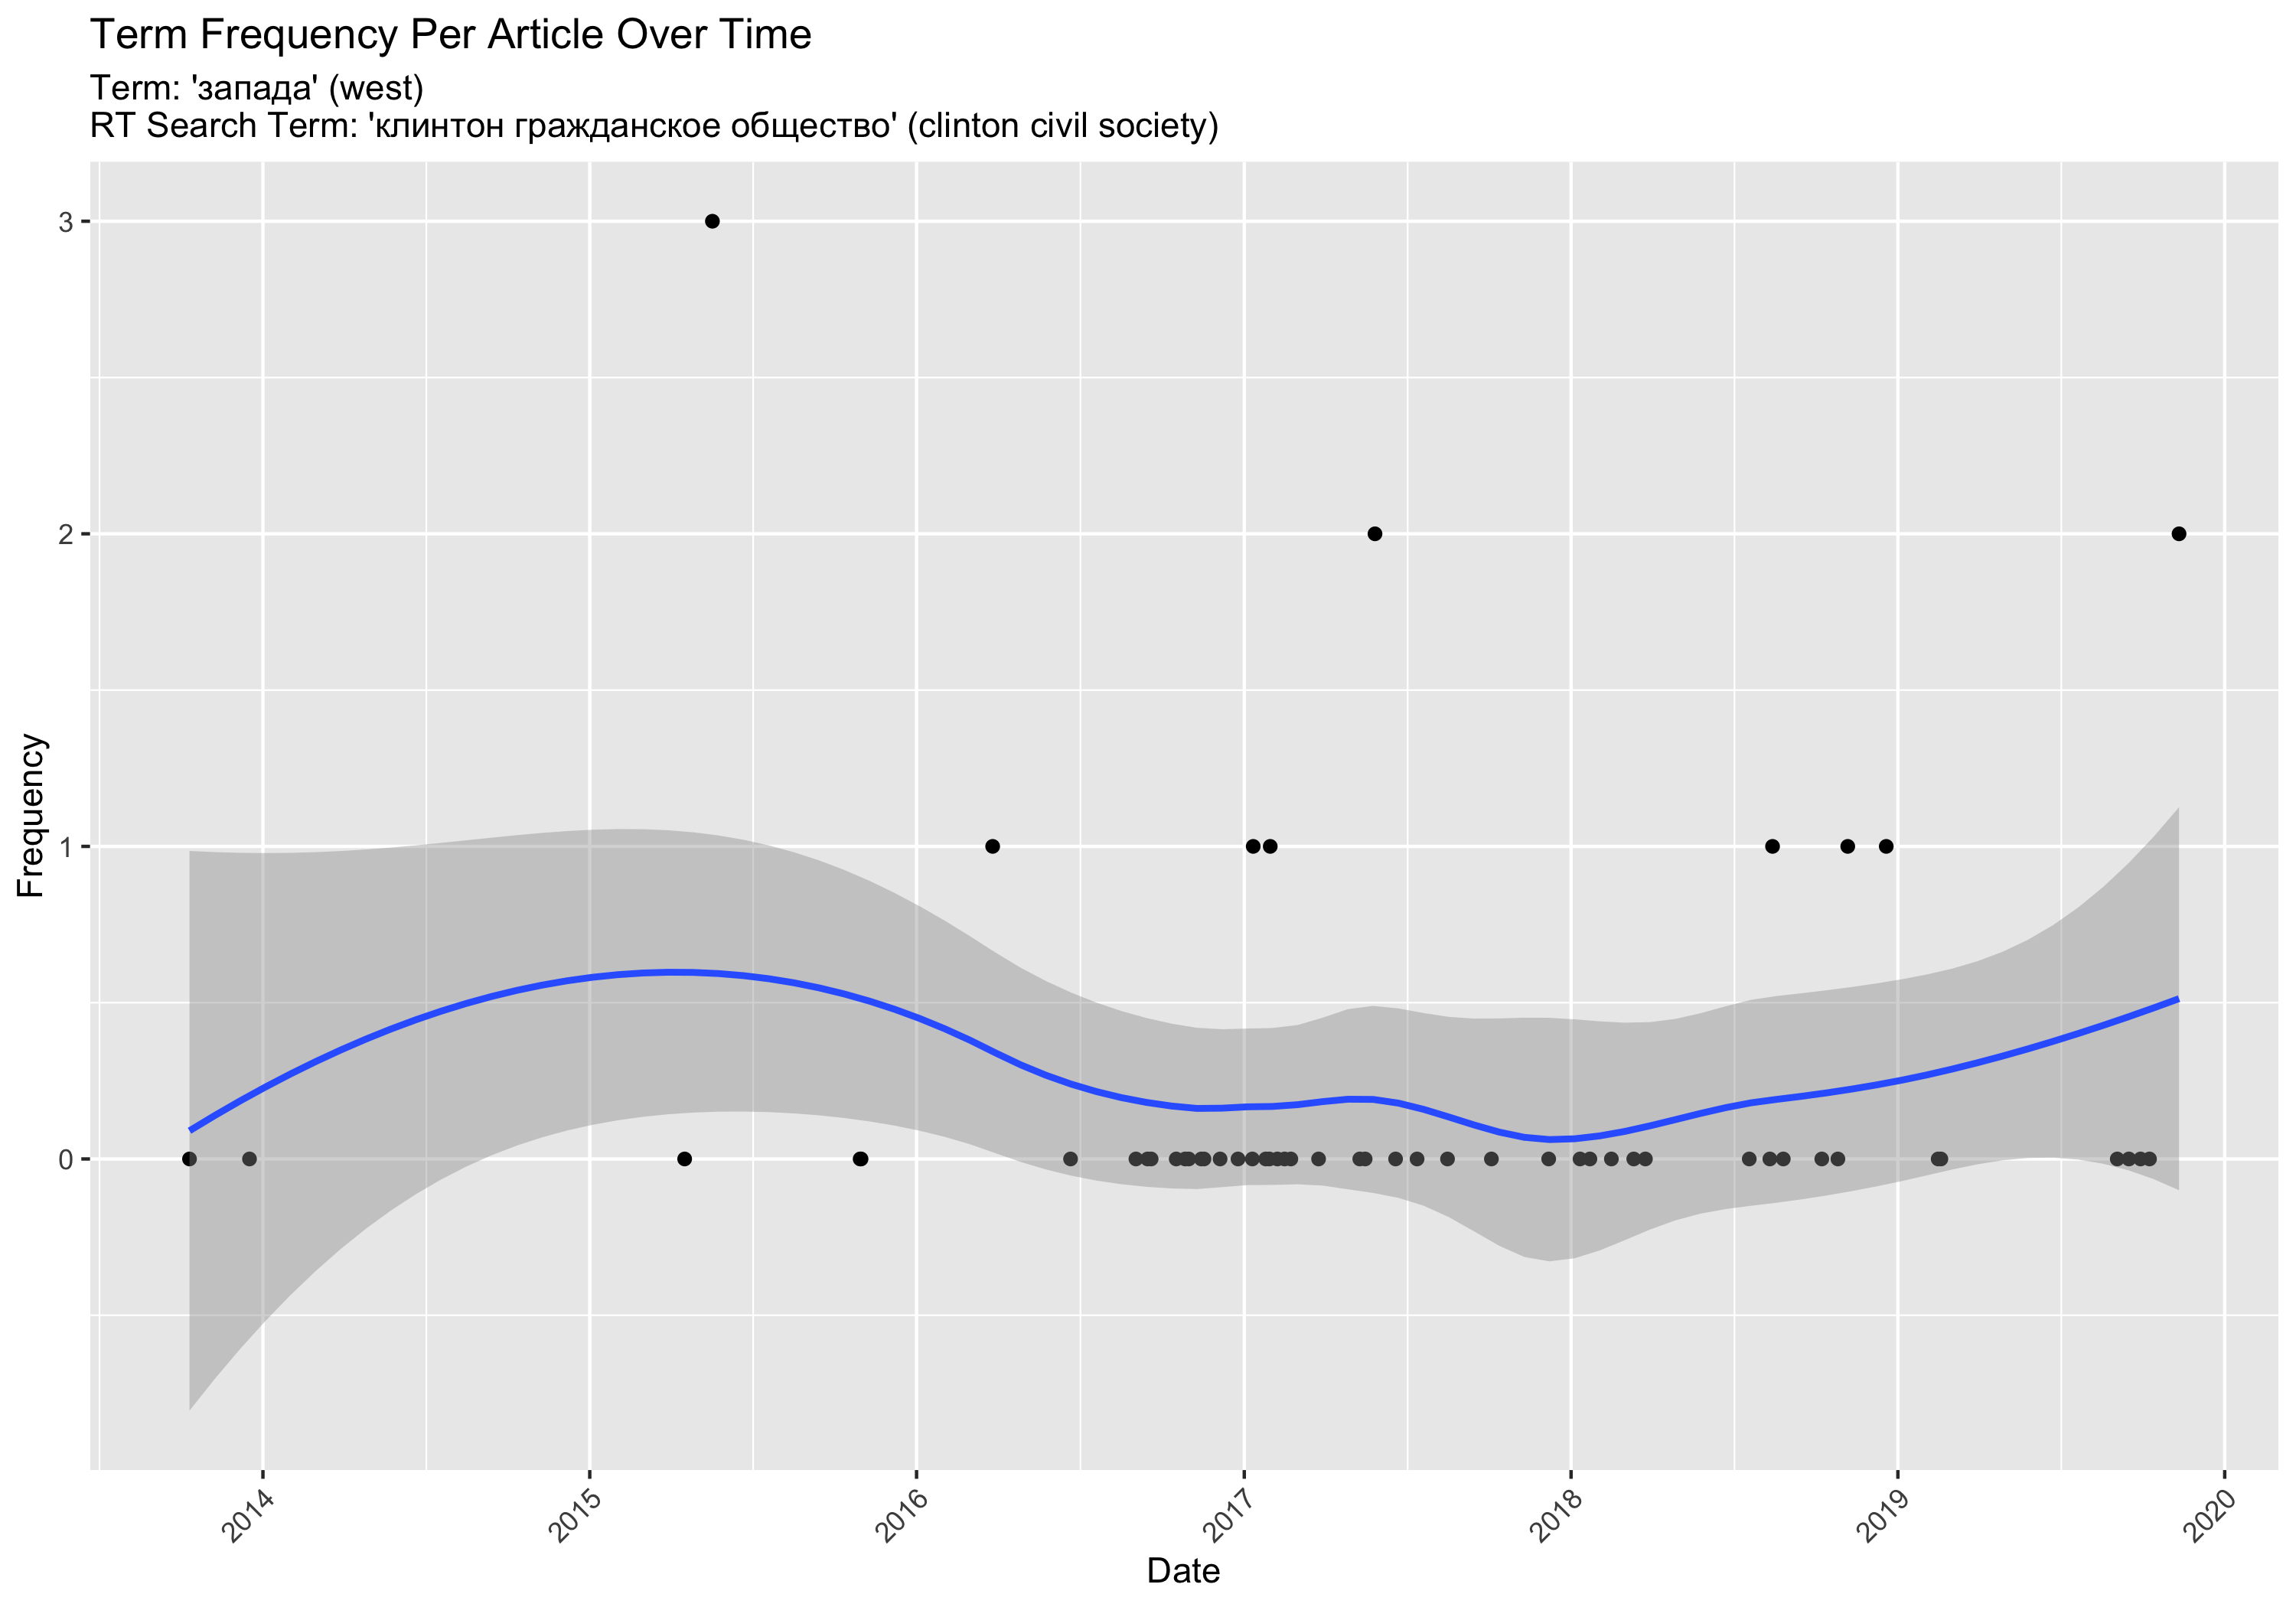 Term Frequency Per Article Over Time
Term: 'запада' (west)
RT Search Term: 'клинтон гражданское общество' (clinton civil society)
Frequency
3
2
1
0
2014
2015
2016
2017
2018
2019
2020
Date